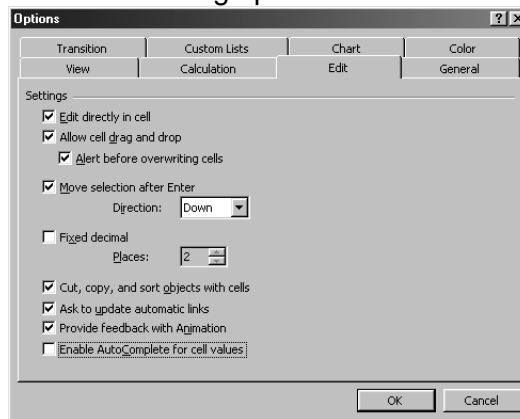 Options
Transition Custom Lists Chart Color
View Calculation Edit General
Settings
Edit directly in cell
Allow cell drag and drop
Alert before overwriting cells
Move selection after Enter
Direction: Down
Fixed decimal
Places: 2
Cut, copy, and sort objects with cells
Ask to update automatic links
Provide feedback with Animation
Enable AutoComplete for cell values
OK Cancel